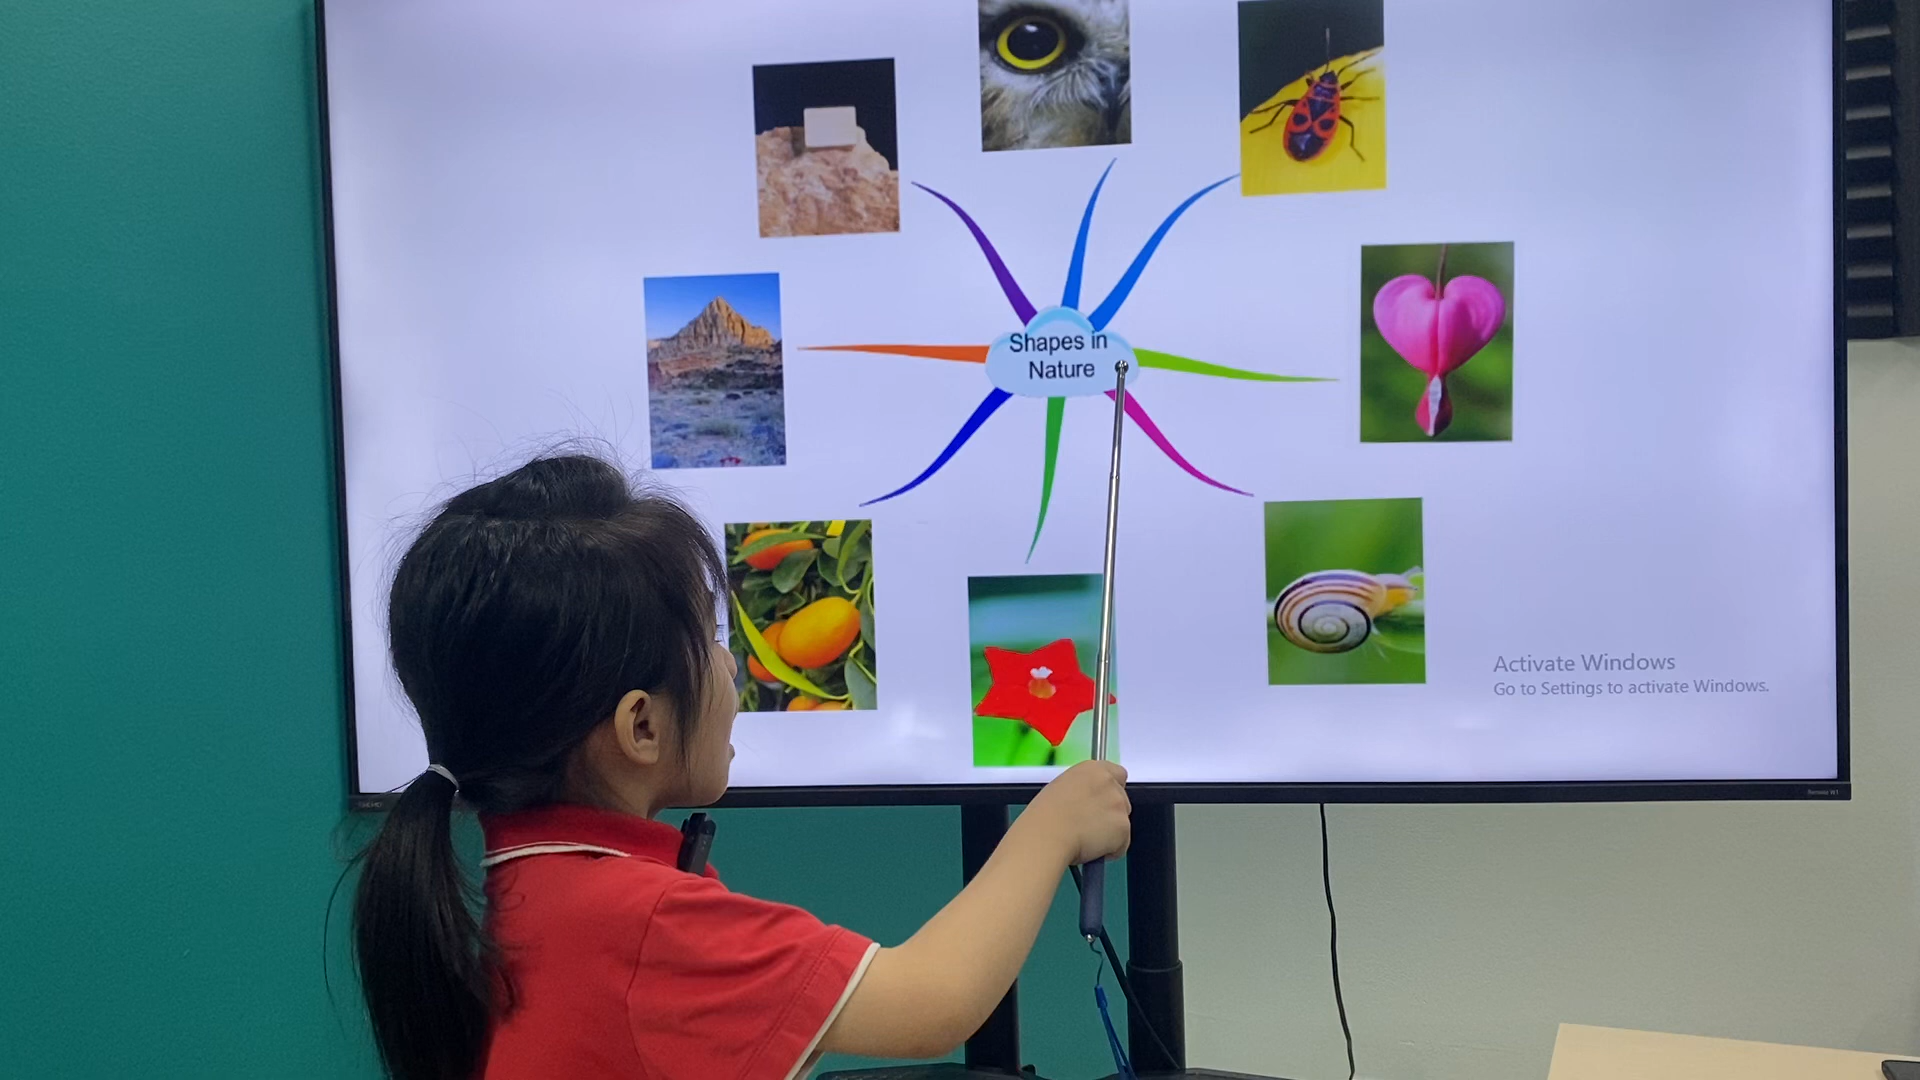 Shapes in
Nature
Activate Windows
Go to Settings to activate Windows.